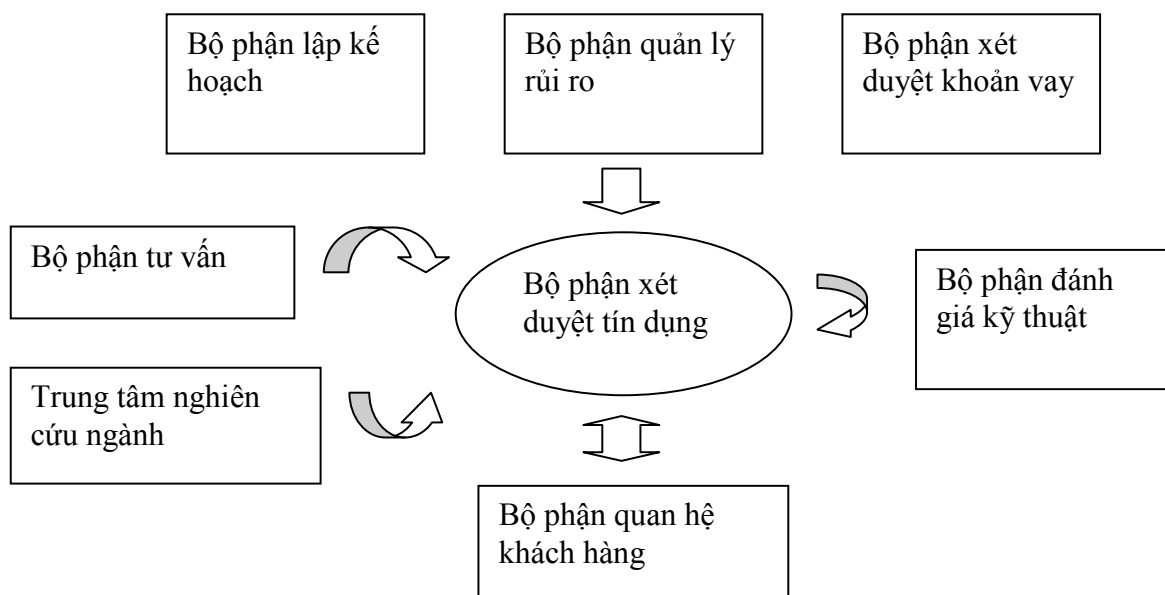 Bộ phận lập kế
hoạch
Bộ phận quản lý
rủi ro
Bộ phận xét
duyệt khoản vay
Bộ phận tư vấn
Bộ phận xét
duyệt tín dụng
Bộ phận đánh
giá kỹ thuật
Trung tâm nghiên
cứu ngành
Bộ phận quan hệ
khách hàng